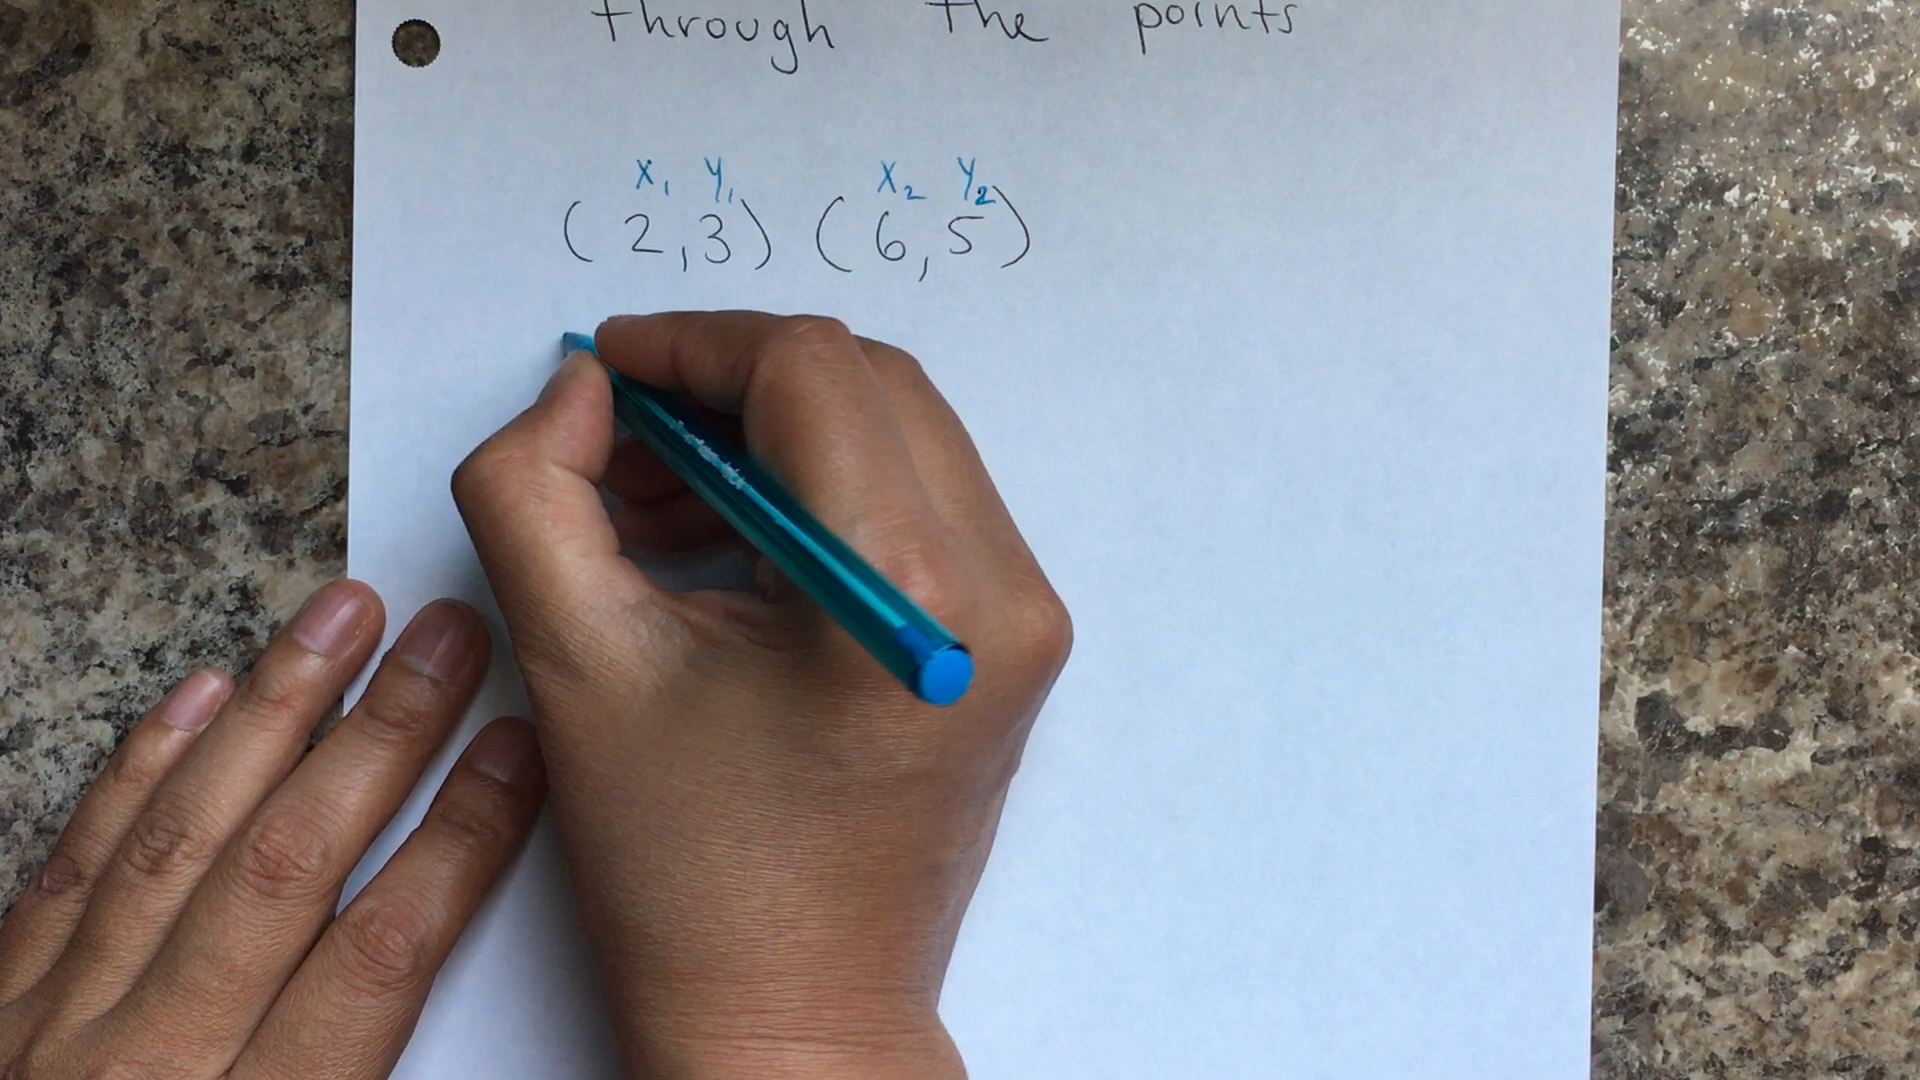 through the points
x₁ y₁ x₂ y₂
(2,3) (6,5)